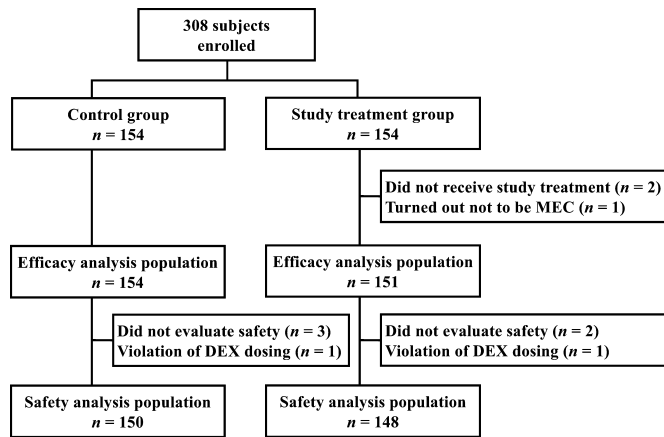 308 subjects
enrolled
Control group
n = 154
Study treatment group
n = 154
Did not receive study treatment (n = 2)
Turned out not to be MEC (n = 1)
Efficacy analysis population
n = 154
Efficacy analysis population
n = 151
Did not evaluate safety (n = 3)
Violation of DEX dosing (n = 1)
Did not evaluate safety (n = 2)
Violation of DEX dosing (n = 1)
Safety analysis population
n = 150
Safety analysis population
n = 148